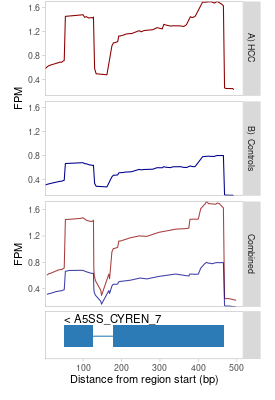 1.6
1.2
0.8
0.4
A) HCC
FPM
1.6
1.2
0.8
0.4
B) Controls
1.6
1.2
0.8
0.4
Combined
FPM
< A5SS_CYREN_7
100 200 300 400 500
Distance from region start (bp)